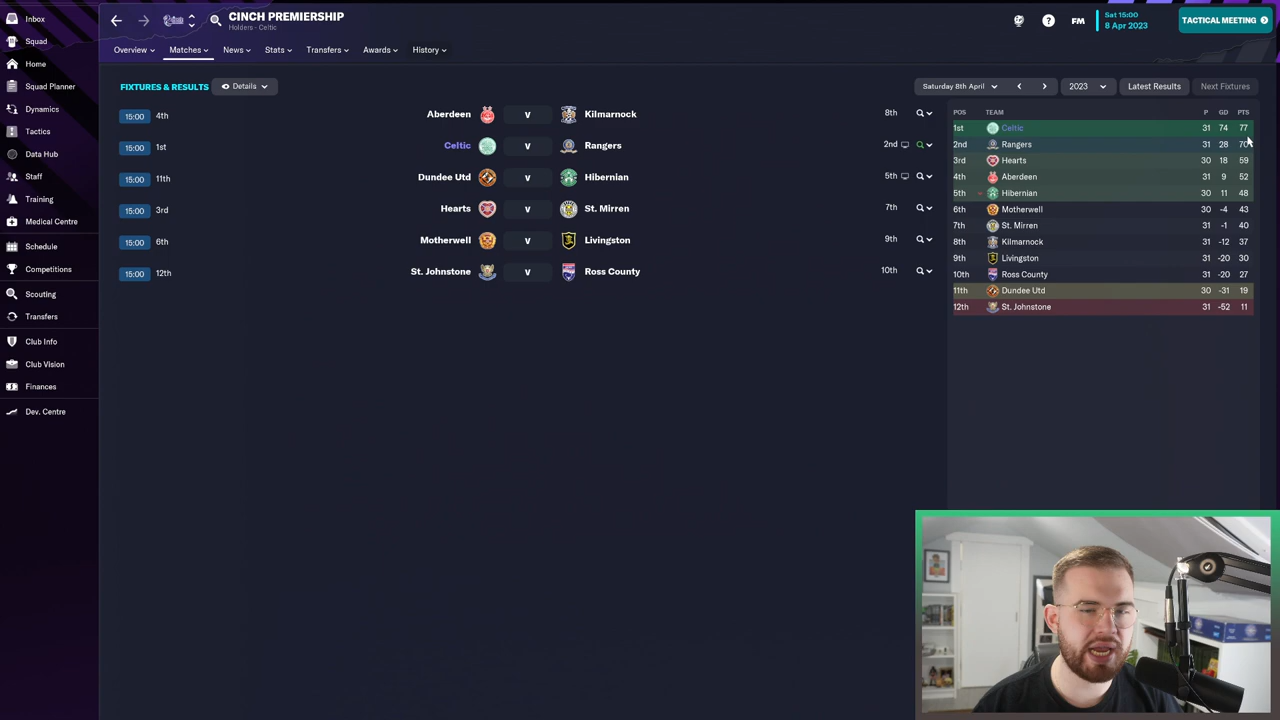 CINCH PREMIERSHIP
Holders - Celtic
Sat 15:00
8 Apr 2023
FM
TACTICAL MEETING
Overview Matches News Stats Transfers Awards History
Inbox
Squad
Home
Squad Planner
Dynamics
Tactics
Data Hub
Staff
Training
Medical Centre
Schedule
Competitions
Scouting
Transfers
Club Info
Club Vision
Finances
Dev. Centre
FIXTURES & RESULTS Details
Saturday 8th April 2023 Latest Results Next Fixtures
15:00 4th Aberdeen v Kilmarnock 8th
15:00 1st Celtic v Rangers 2nd
15:00 11th Dundee Utd v Hibernian 5th
15:00 3rd Hearts v St. Mirren 7th
15:00 6th Motherwell v Livingston 9th
15:00 12th St. Johnstone v Ross County 10th
POS TEAM P GD PTS
1st Celtic 31 74 77
2nd Rangers 31 28 70
3rd Hearts 30 18 59
4th Aberdeen 31 9 52
5th Hibernian 30 11 48
6th Motherwell 30 -4 43
7th St. Mirren 31 -1 40
8th Kilmarnock 31 -12 37
9th Livingston 31 -20 30
10th Ross County 31 -20 27
11th Dundee Utd 30 -31 19
12th St. Johnstone 31 -52 11